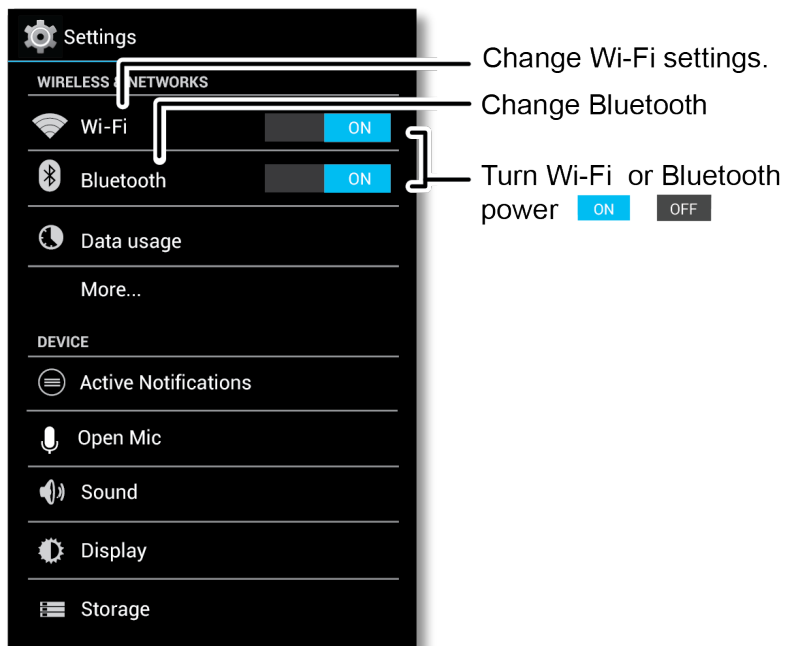 Settings
WIRELESS & NETWORKS
Wi-Fi
ON
Bluetooth
ON
Data usage
More...
DEVICE
Active Notifications
Open Mic
Sound
Display
Storage
Change Wi-Fi settings.
Change Bluetooth
Turn Wi-Fi or Bluetooth
power ON OFF